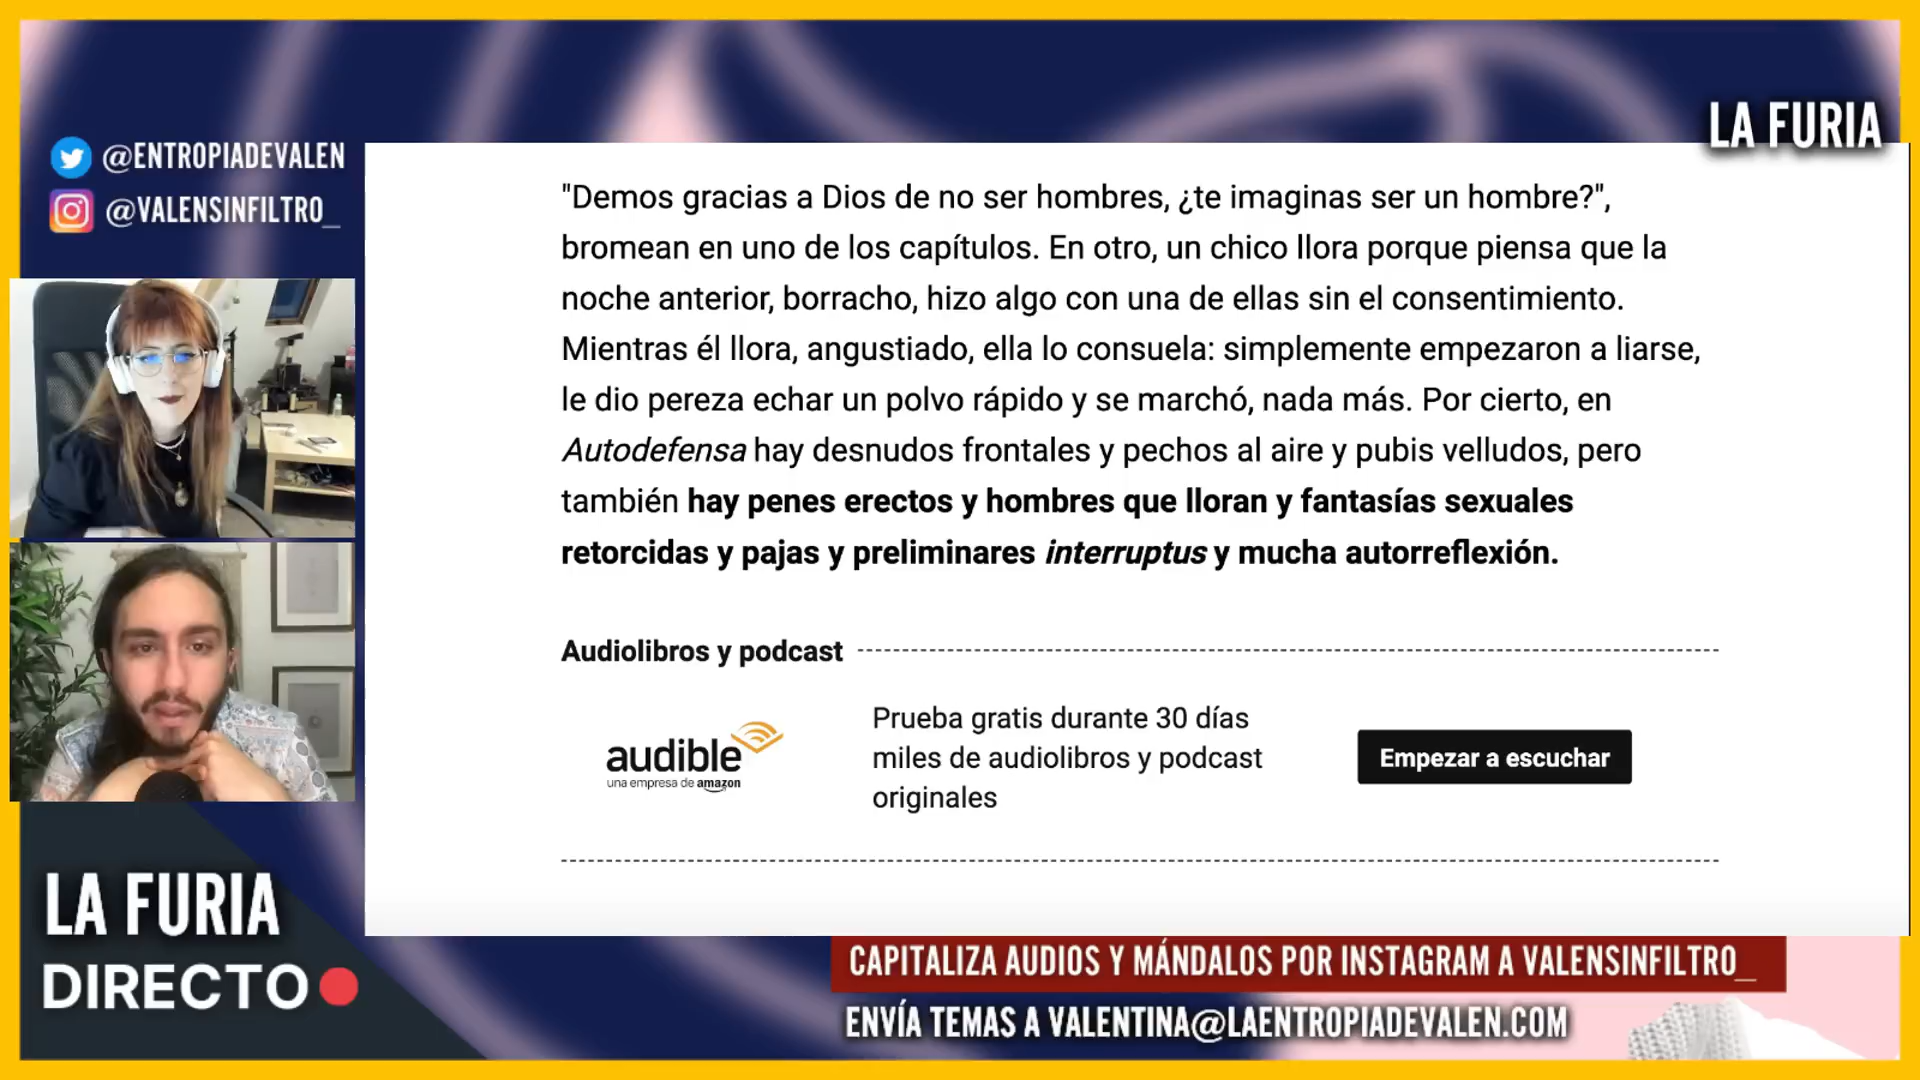 LA FURIA
@ENTROPIADEVALEN
@VALENSINFILTRO_
"Demos gracias a Dios de no ser hombres, ¿te imaginas ser un hombre?",
bromean en uno de los capítulos. En otro, un chico llora porque piensa que la
noche anterior, borracho, hizo algo con una de ellas sin el consentimiento.
Mientras él llora, angustiado, ella lo consuela: simplemente empezaron a liarse,
le dio pereza echar un polvo rápido y se marchó, nada más. Por cierto, en
Autodefensa hay desnudos frontales y pechos al aire y pubis velludos, pero
también hay penes erectos y hombres que lloran y fantasías sexuales
retorcidas y pajas y preliminares interruptus y mucha autorreflexión.
Audiolibros y podcast
audible
una empresa de amazon
Prueba gratis durante 30 días
miles de audiolibros y podcast
originales
Empezar a escuchar
LA FURIA
DIRECTO
CAPITALIZA AUDIOS Y MÁNDALOS POR INSTAGRAM A VALENSINFILTRO_
ENVÍA TEMAS A VALENTINA@LAENTROPIADEVALEN.COM